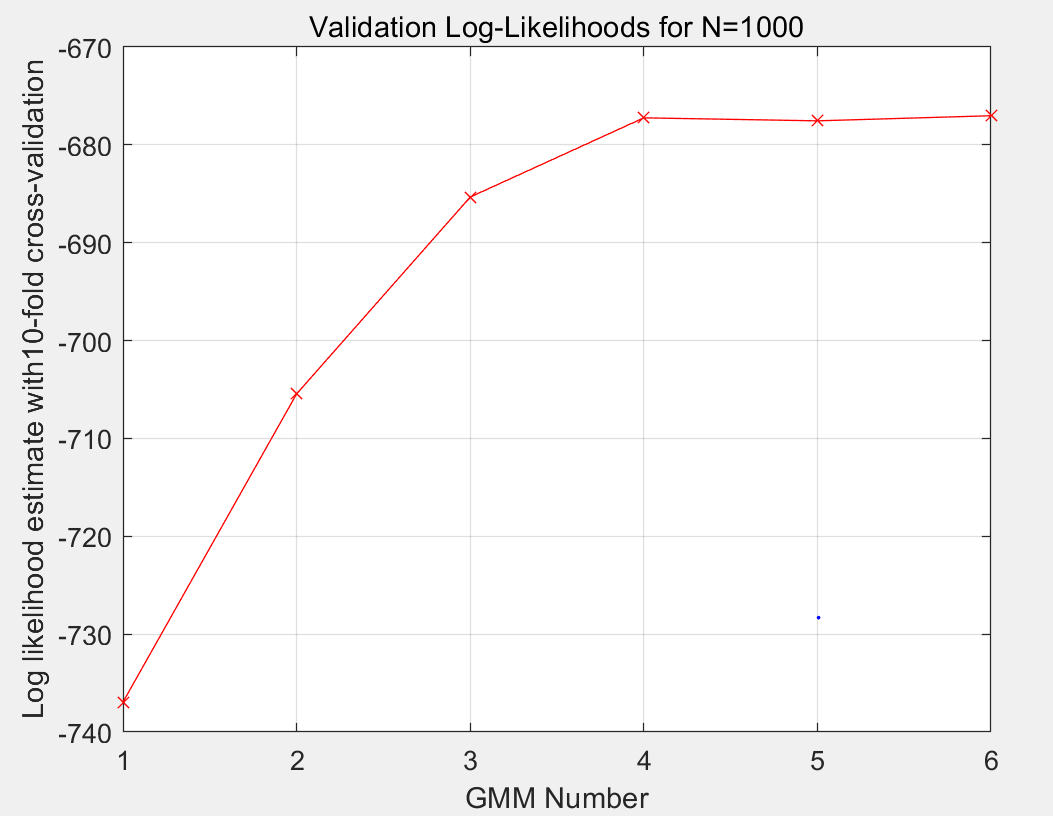 Validation Log-Likelihoods for N=1000
Log likelihood estimate with10-fold cross-validation
-670
-680
-690
-700
-710
-720
-730
-740
1 2 3 4 5 6
GMM Number